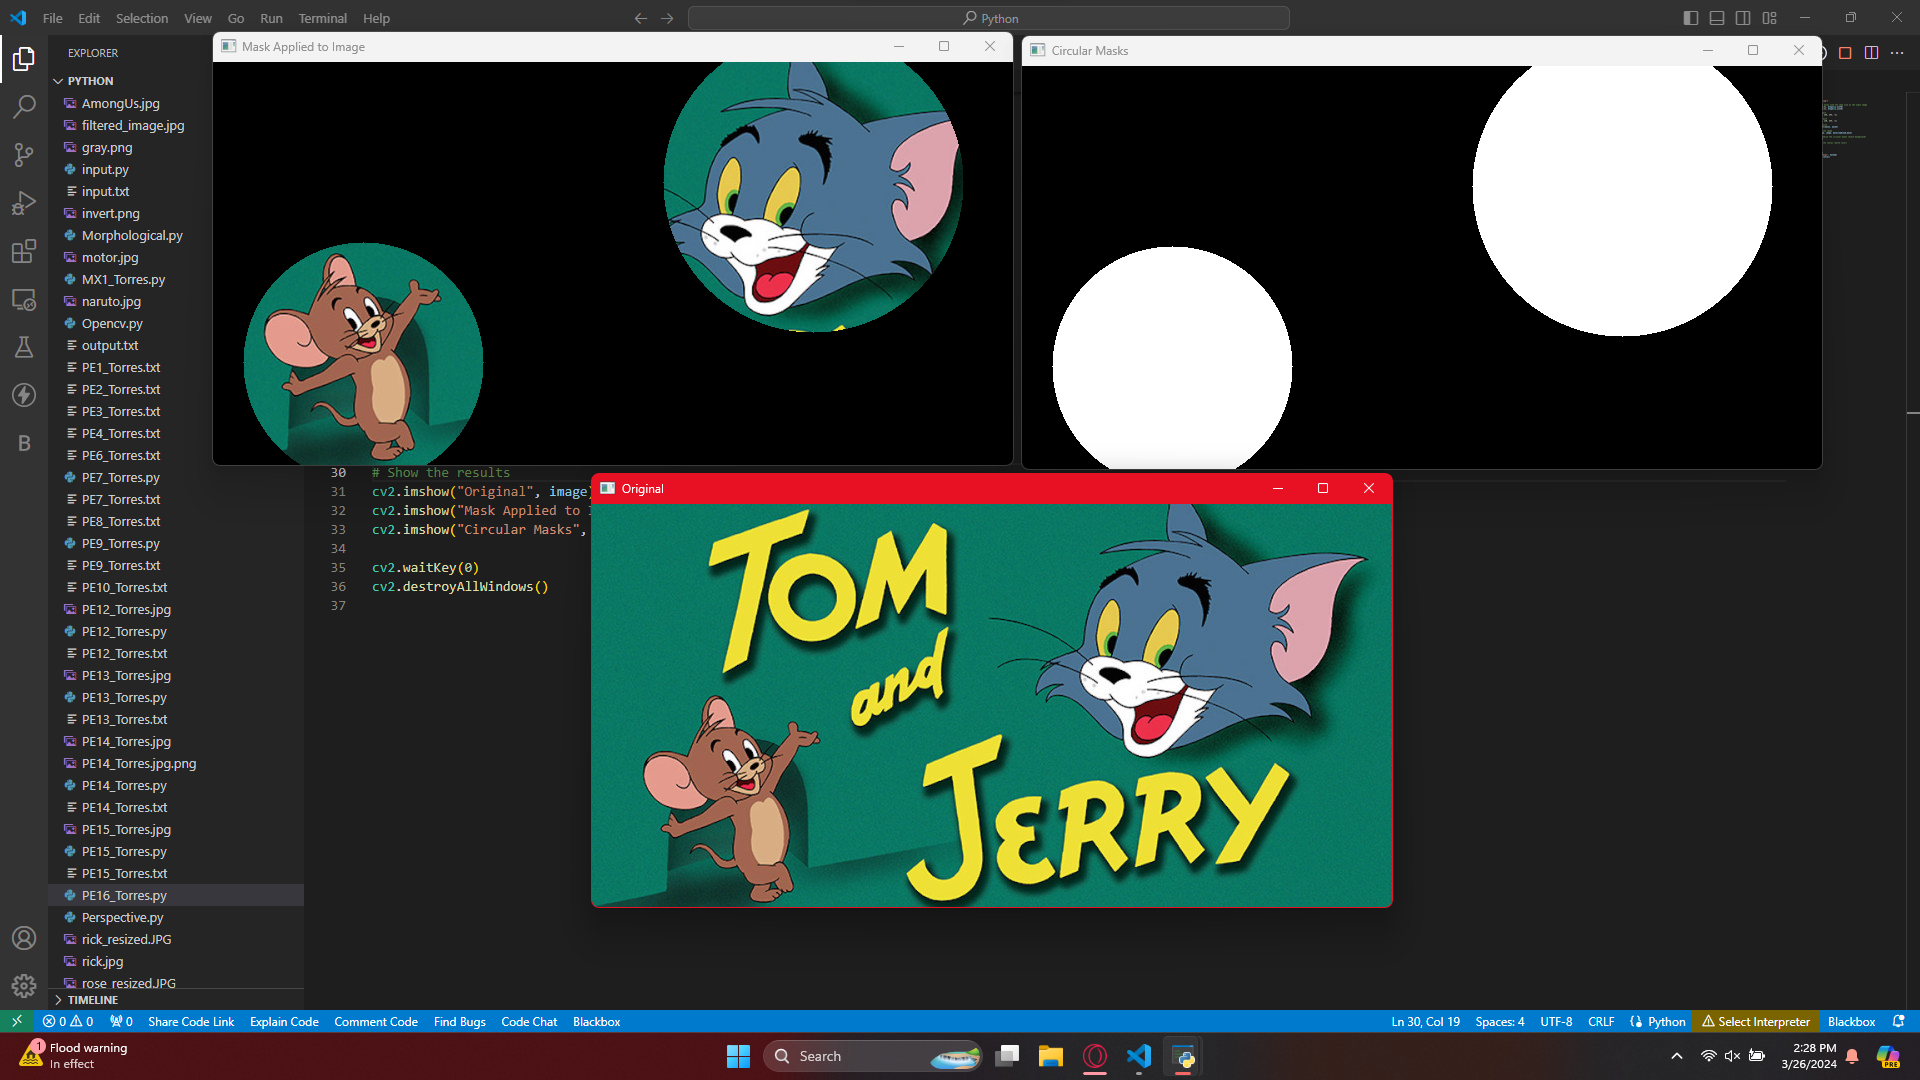 File Edit Selection View Go Run Terminal Help
Python
EXPLORER
PYTHON
AmongUs.jpg
filtered_image.jpg
gray.png
input.py
input.txt
invert.png
Morphological.py
motor.jpg
MX1_Torres.py
naruto.jpg
Opencv.py
output.txt
PE1_Torres.txt
PE2_Torres.txt
PE3_Torres.txt
PE4_Torres.txt
PE6_Torres.txt
PE7_Torres.py
PE7_Torres.txt
PE8_Torres.txt
PE9_Torres.py
PE9_Torres.txt
PE10_Torres.txt
PE12_Torres.jpg
PE12_Torres.py
PE12_Torres.txt
PE13_Torres.jpg
PE13_Torres.py
PE13_Torres.txt
PE14_Torres.jpg
PE14_Torres.jpg.png
PE14_Torres.py
PE14_Torres.txt
PE15_Torres.jpg
PE15_Torres.py
PE15_Torres.txt
PE16_Torres.py
Perspective.py
rick_resized.JPG
rick.jpg
rose_resized.JPG
TIMELINE
Mask Applied to Image
Circular Masks
30 # Show the results
31 cv2.imshow("Original", image)
32 cv2.imshow("Mask Applied to
33 cv2.imshow("Circular Masks",
34
35 cv2.waitKey(0)
36 cv2.destroyAllWindows()
37
Original
TOM
and
JERRY
0 0 0 Share Code Link Explain Code Comment Code Find Bugs Code Chat Blackbox
Ln 30, Col 19 Spaces: 4 UTF-8 CRLF Python Select Interpreter Blackbox
1
Flood warning
In effect
Search
2:28 PM
3/26/2024
PRE